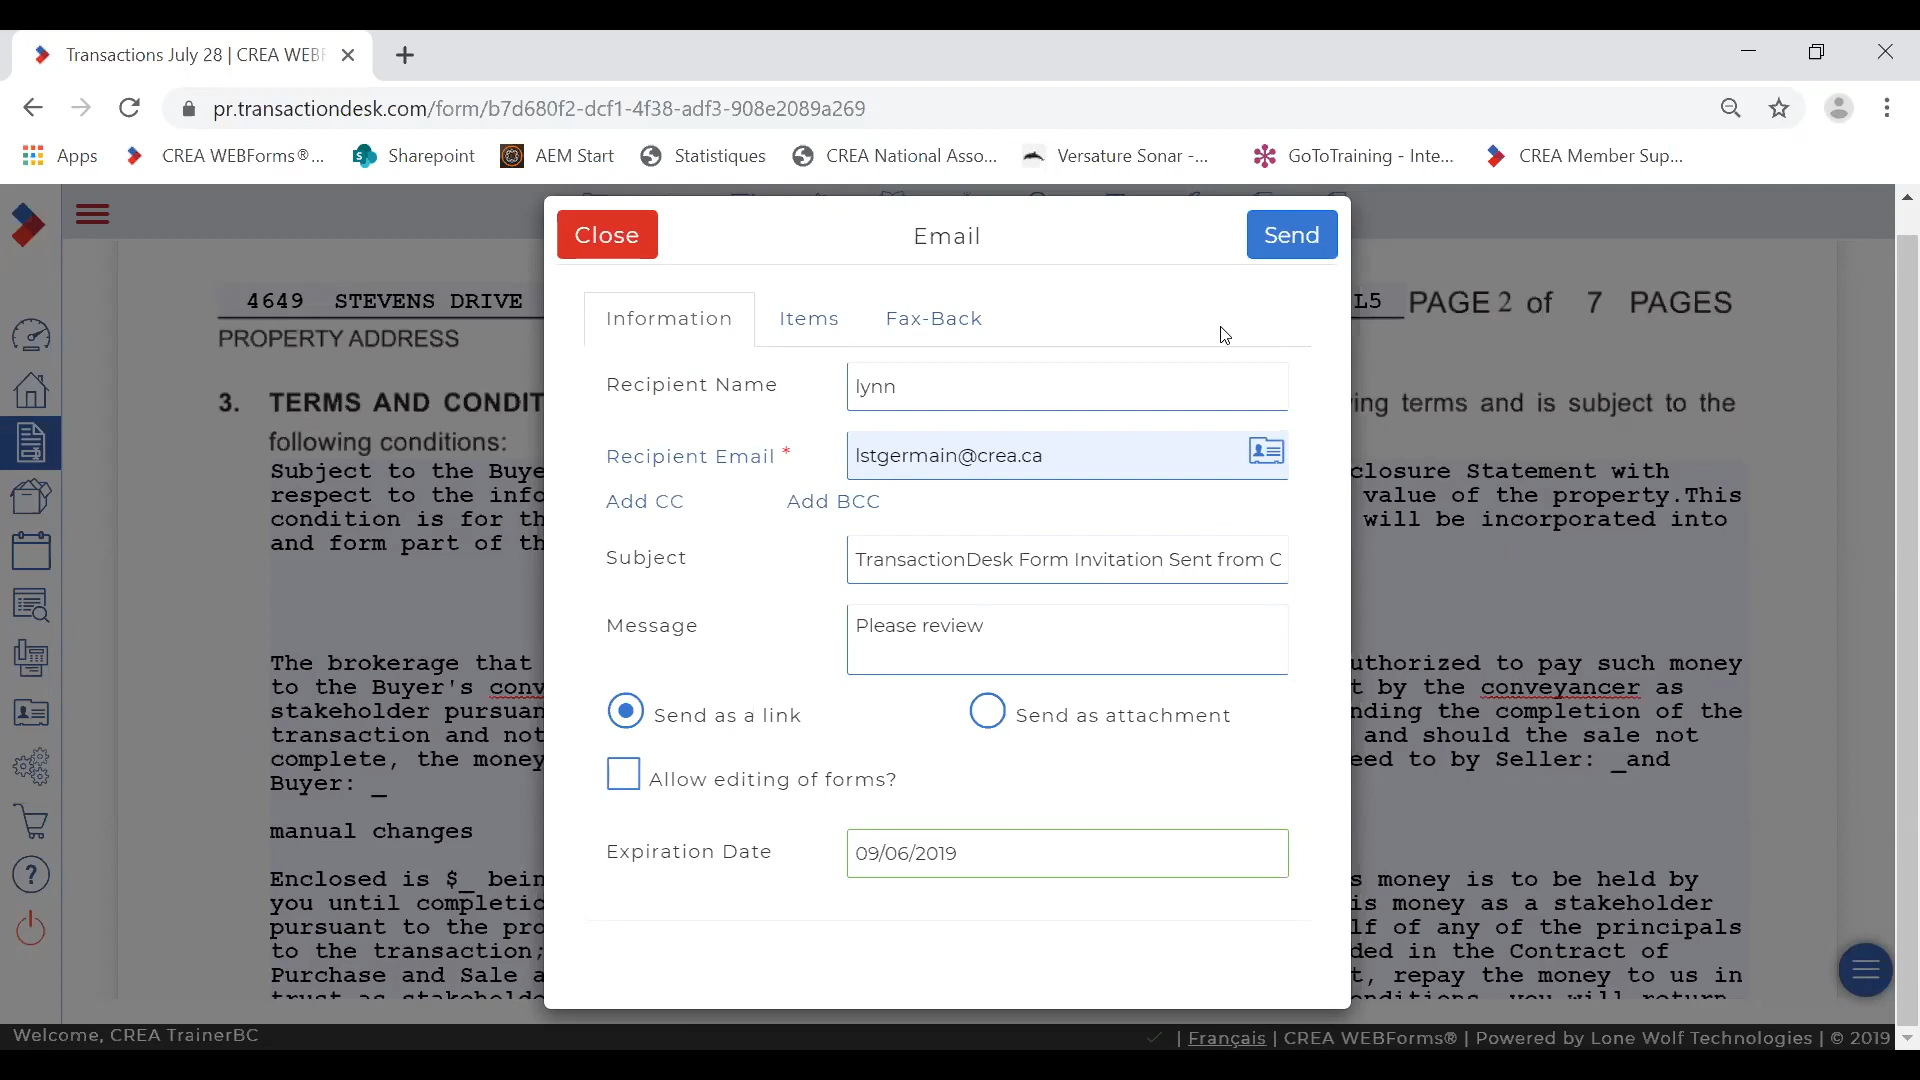 Transactions July 28 | CREA WEBF
pr.transactiondesk.com/form/b7d680f2-dcf1-4f38-adf3-908e2089a269
Apps CREA WEBForms®... Sharepoint AEM Start Statistiques CREA National Asso... Versature Sonar -... GoToTraining - Inte... CREA Member Sup...
Close Email Send
4649 STEVENS DRIVE L5 PAGE 2 of 7 PAGES
PROPERTY ADDRESS
Information Items Fax-Back
Recipient Name lynn
3. TERMS AND CONDIT ing terms and is subject to the
following conditions:
Recipient Email * lstgermain@crea.ca
Subject to the Buye closure Statement with
respect to the info value of the property.This
Add CC Add BCC
condition is for th will be incorporated into
and form part of th
Subject TransactionDesk Form Invitation Sent from C
Message Please review
The brokerage that uthorized to pay such money
to the Buyer's conv t by the conveyancer as
stakeholder pursuan nding the completion of the
Send as a link Send as attachment
transaction and not and should the sale not
complete, the money eed to by Seller: _and
Allow editing of forms?
Buyer: _
manual changes
Expiration Date 09/06/2019
Enclosed is $_ bein s money is to be held by
you until completio is money as a stakeholder
pursuant to the pro lf of any of the principals
to the transaction; ded in the Contract of
Purchase and Sale a t, repay the money to us in
trust as stakehold onditions, you will return
Welcome, CREA TrainerBC | Français | CREA WEBForms® | Powered by Lone Wolf Technologies | © 2019